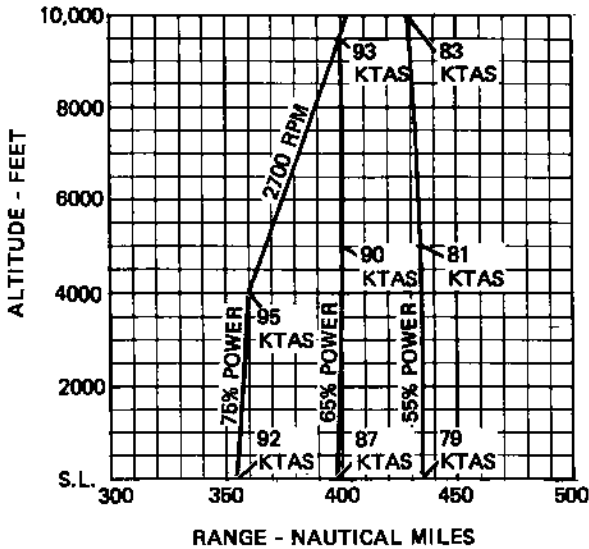 10,000
8000
6000
4000
2000
S.L.
ALTITUDE - FEET
93
KTAS
83
KTAS
2700 RPM
90
KTAS
81
KTAS
95
KTAS
75% POWER
65% POWER
55% POWER
92
KTAS
87
KTAS
79
KTAS
300
350
400
450
500
RANGE - NAUTICAL MILES